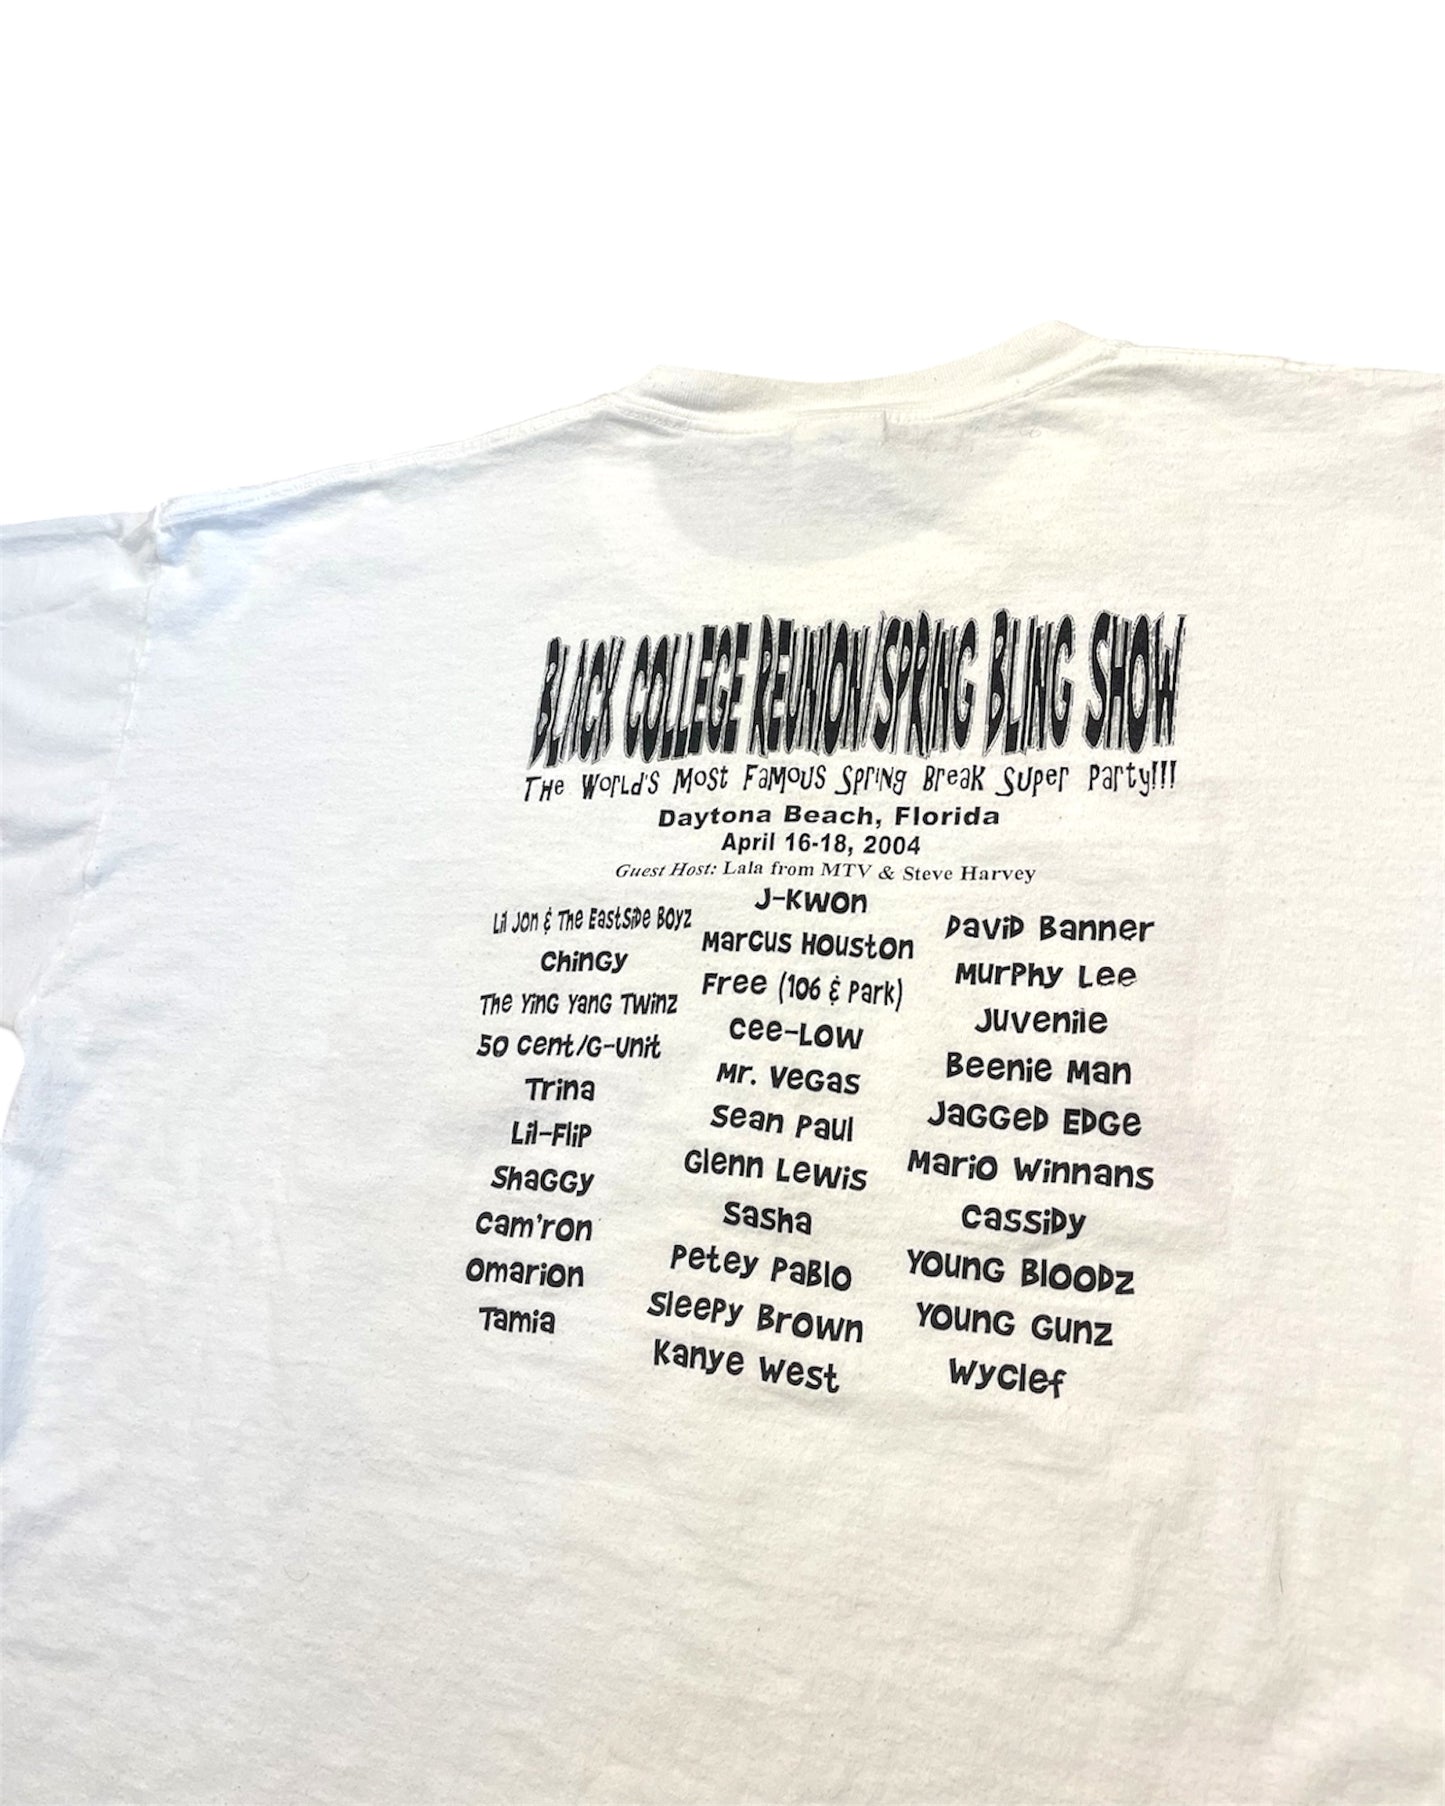 BLACK COLLEGE REUNION/SPRING BLING SHOW
The World's Most Famous Spring Break Super Party!!!
Daytona Beach, Florida
April 16-18, 2004
Guest Host: Lala from MTV & Steve Harvey
Lil Jon & The EastSide Boyz
Chingy
The Ying Yang Twinz
50 Cent/G-Unit
Trina
Lil-Flip
Shaggy
Cam'ron
Omarion
Tamia
J-Kwon
Marcus Houston
Free (106 & Park)
Cee-Low
Mr. Vegas
Sean Paul
Glenn Lewis
Sasha
Petey Pablo
Sleepy Brown
Kanye West
David Banner
Murphy Lee
Juvenile
Beenie Man
Jagged Edge
Mario Winnans
Cassidy
Young Bloodz
Young Gunz
Wyclef